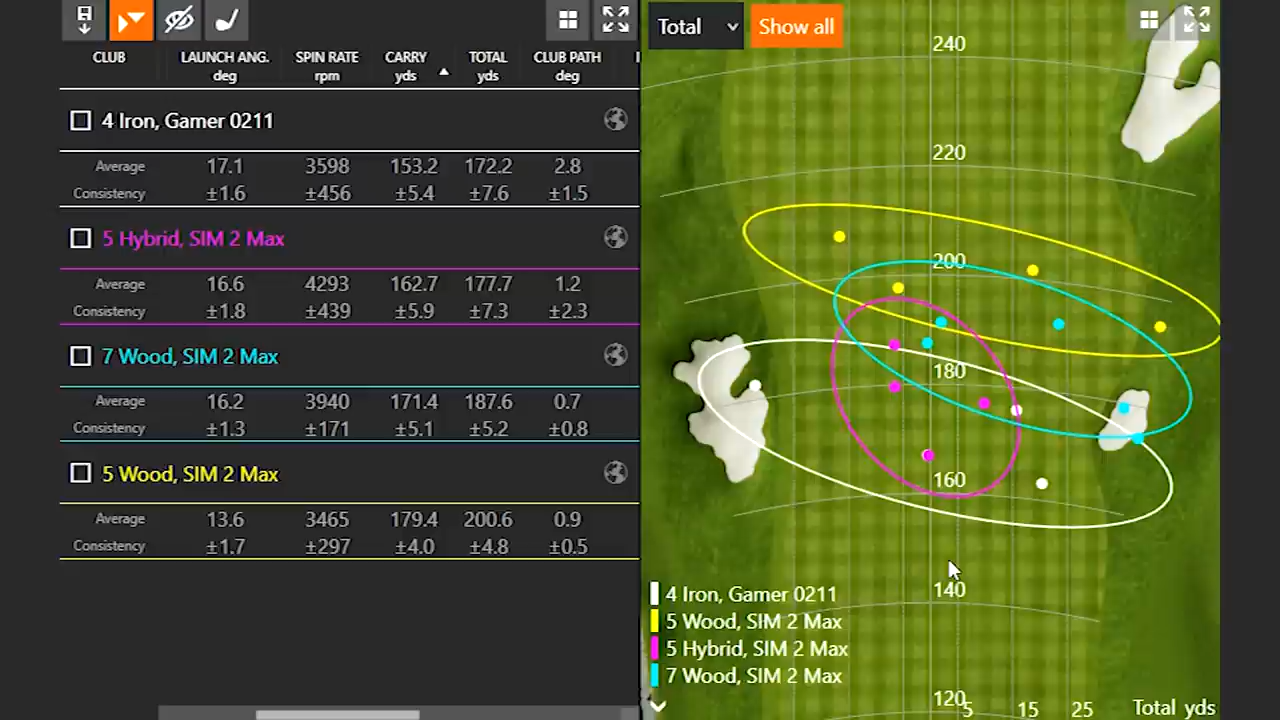 CLUB LAUNCH ANG. SPIN RATE CARRY TOTAL CLUB PATH
deg rpm yds yds deg
4 Iron, Gamer 0211
Average 17.1 3598 153.2 172.2 2.8
Consistency ±1.6 ±456 ±5.4 ±7.6 ±1.5
5 Hybrid, SIM 2 Max
Average 16.6 4293 162.7 177.7 1.2
Consistency ±1.8 ±439 ±5.9 ±7.3 ±2.3
7 Wood, SIM 2 Max
Average 16.2 3940 171.4 187.6 0.7
Consistency ±1.3 ±171 ±5.1 ±5.2 ±0.8
5 Wood, SIM 2 Max
Average 13.6 3465 179.4 200.6 0.9
Consistency ±1.7 ±297 ±4.0 ±4.8 ±0.5
Total Show all
240
220
200
180
160
140
4 Iron, Gamer 0211
5 Wood, SIM 2 Max
5 Hybrid, SIM 2 Max
7 Wood, SIM 2 Max
120
5 15 25 Total yds